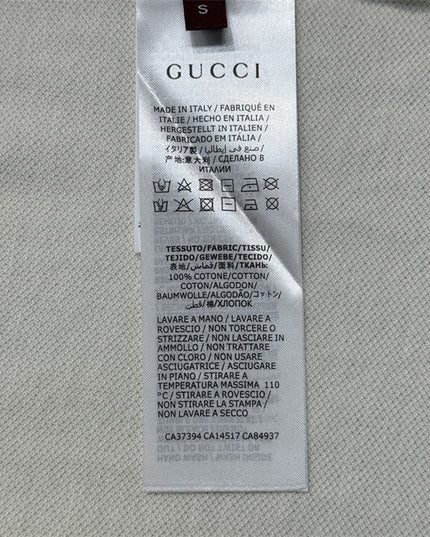 S
GUCCI
MADE IN ITALY / FABRIQUÉ EN
ITALIE / HECHO EN ITALIA /
HERGESTELLT IN ITALIEN /
FABRICADO EM ITÁLIA /
イタリア製 / صنع في إيطاليا /
产地:意大利 / СДЕЛАНО В
ИТАЛИИ
TESSUTO/FABRIC/TISSU/
TEJIDO/GEWEBE/TECIDO/
表地/قماش/面料/ТКАНЬ:
100% COTONE/COTTON/
COTON/ALGODON/
BAUMWOLLE/ALGODÃO/コットン/
قطن/棉/ХЛОПОК
LAVARE A MANO / LAVARE A
ROVESCIO / NON TORCERE O
STRIZZARE / NON LASCIARE IN
AMMOLLO / NON TRATTARE
CON CLORO / NON USARE
ASCIUGATRICE / ASCIUGARE
IN PIANO / STIRARE A
TEMPERATURA MASSIMA 110
°C / STIRARE A ROVESCIO /
NON STIRARE LA STAMPA /
NON LAVARE A SECCO
CA37394 CA14517 CA84937